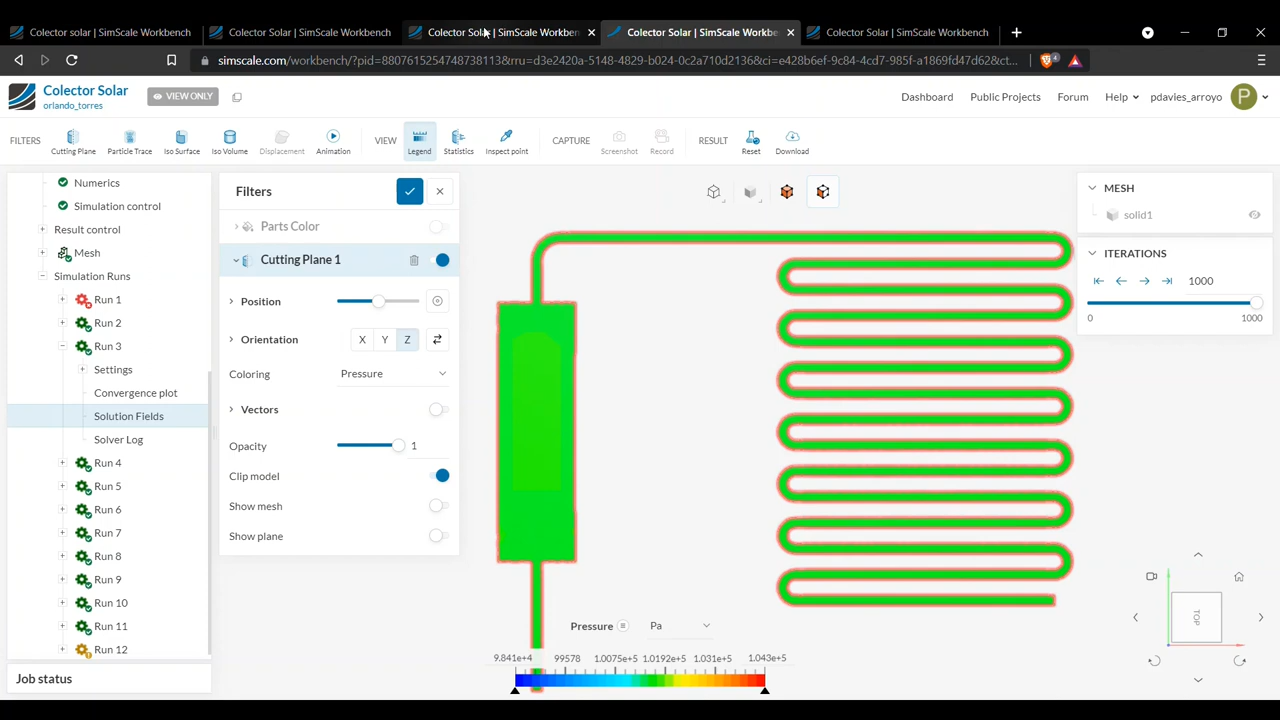 Colector solar | SimScale Workbench
Colector Solar | SimScale Workbench
Colector Solar | SimScale Workben
Colector Solar | SimScale Workbe
Colector Solar | SimScale Workbench
simscale.com/workbench/?pid=8807615254748738113&rru=d3e2420a-5148-4829-b024-0c2a710d2136&ci=e428b6ef-9c84-4cd7-985f-a1869fd47d62&ct...
4
Colector Solar
orlando_torres
VIEW ONLY
Dashboard
Public Projects
Forum
Help
pdavies_arroyo
P
FILTERS
Cutting Plane
Particle Trace
Iso Surface
Iso Volume
Displacement
Animation
VIEW
Legend
Statistics
Inspect point
CAPTURE
Screenshot
Record
RESULT
Reset
Download
Numerics
Simulation control
Result control
Mesh
Simulation Runs
Run 1
Run 2
Run 3
Settings
Convergence plot
Solution Fields
Solver Log
Run 4
Run 5
Run 6
Run 7
Run 8
Run 9
Run 10
Run 11
Run 12
Job status
Filters
Parts Color
Cutting Plane 1
Position
Orientation X Y Z
Coloring Pressure
Vectors
Opacity 1
Clip model
Show mesh
Show plane
MESH
solid1
ITERATIONS
1000
0 1000
TOP
Pressure Pa
9.841e+4 99578 1.0075e+5 1.0192e+5 1.031e+5 1.043e+5